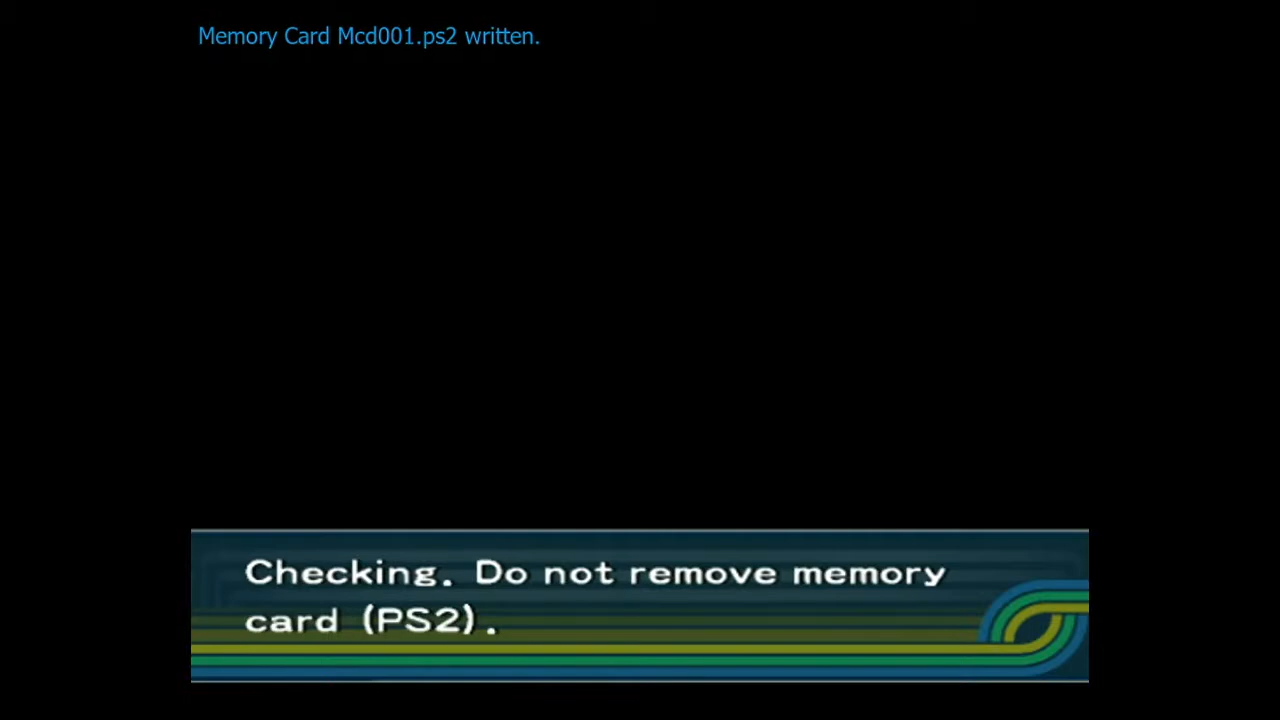 Memory Card Mcd001.ps2 written.
Checking. Do not remove memory
card (PS2).